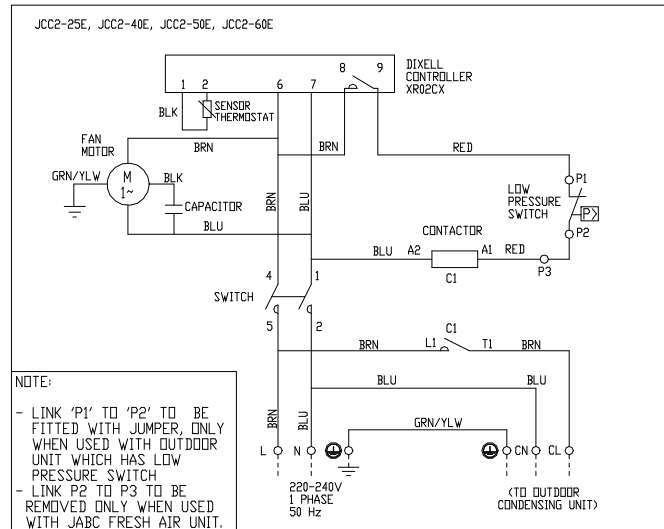 JCC2-25E, JCC2-40E, JCC2-50E, JCC2-60E
DIXELL
CONTROLLER
XR02CX
8 9
1 2 6 7
BLK
SENSOR
THERMOSTAT
FAN
MOTOR
BRN
BRN
RED
GRN/YLW
M
1~
BLK
CAPACITOR
BLU
BRN
BLU
P1
LOW
PRESSURE
SWITCH
P>
P2
CONTACTOR
BLU A2 A1 RED
C1
P3
4 1
SWITCH
5 2
C1
BRN L1 T1 BRN
BLU BLU
BRN
BLU
GRN/YLW
L N CN CL
220-240V
1 PHASE
50 Hz
(TO OUTDOOR
CONDENSING UNIT)
NOTE:
- LINK 'P1' TO 'P2' TO BE
FITTED WITH JUMPER, ONLY
WHEN USED WITH OUTDOOR
UNIT WHICH HAS LOW
PRESSURE SWITCH
- LINK P2 TO P3 TO BE
REMOVED ONLY WHEN USED
WITH JABC FRESH AIR UNIT.